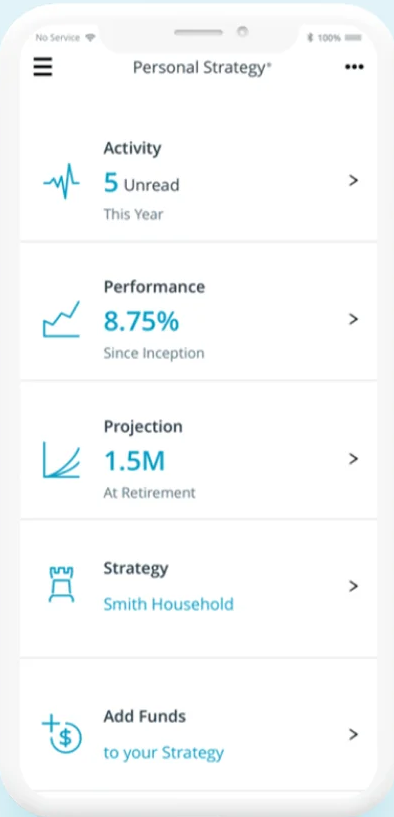 No Service 100%
Personal Strategy®
Activity
5 Unread
This Year
Performance
8.75%
Since Inception
Projection
1.5M
At Retirement
Strategy
Smith Household
Add Funds
to your Strategy